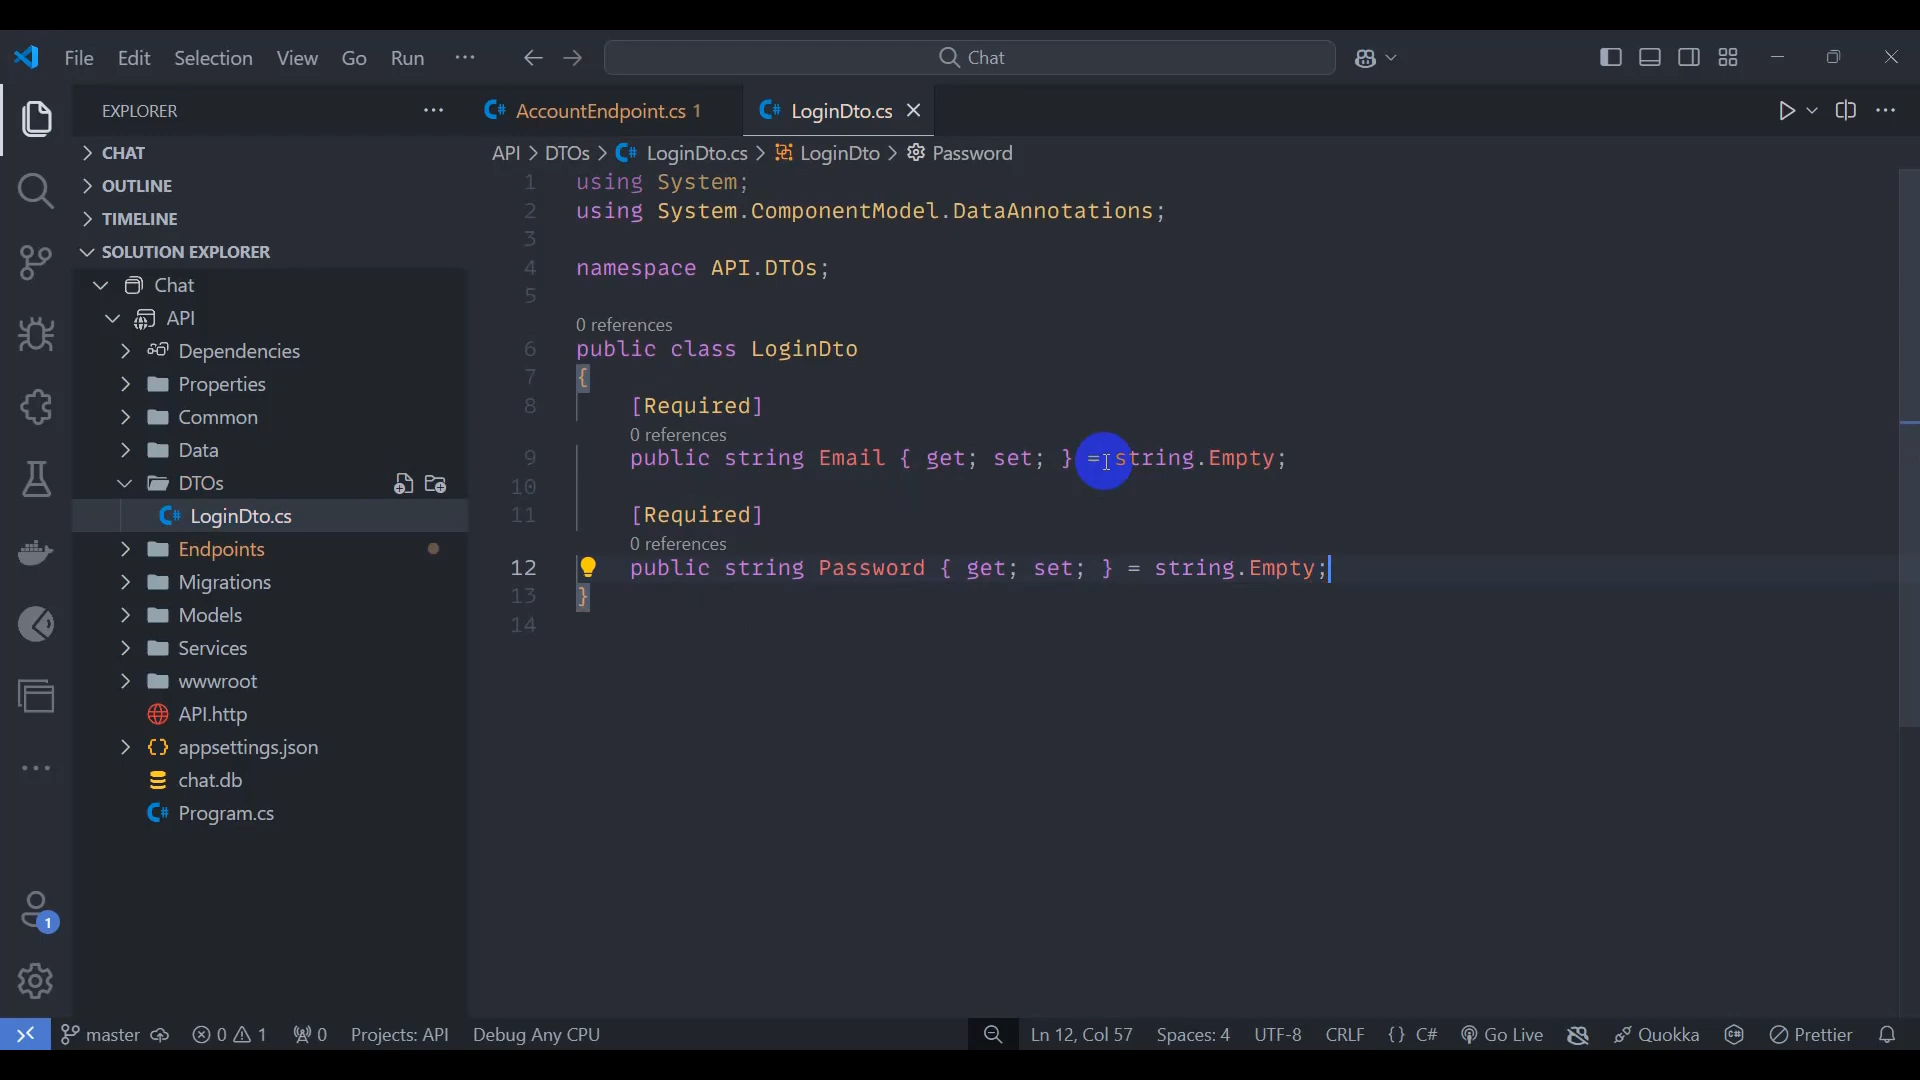 File Edit Selection View Go Run ··· Chat
EXPLORER ···
AccountEndpoint.cs 1
LoginDto.cs
API > DTOs > LoginDto.cs > LoginDto > Password
CHAT
OUTLINE
TIMELINE
SOLUTION EXPLORER
Chat
API
Dependencies
Properties
Common
Data
DTOs
LoginDto.cs
Endpoints
Migrations
Models
Services
wwwroot
API.http
appsettings.json
chat.db
Program.cs
1
1 using System;
2 using System.ComponentModel.DataAnnotations;
3
4 namespace API.DTOs;
5
0 references
6 public class LoginDto
7 {
8 [Required]
0 references
9 public string Email { get; set; } = string.Empty;
10
11 [Required]
0 references
12 public string Password { get; set; } = string.Empty;
13 }
14
master 0 1 0 Projects: API Debug Any CPU Ln 12, Col 57 Spaces: 4 UTF-8 CRLF {} C# Go Live Quokka Prettier